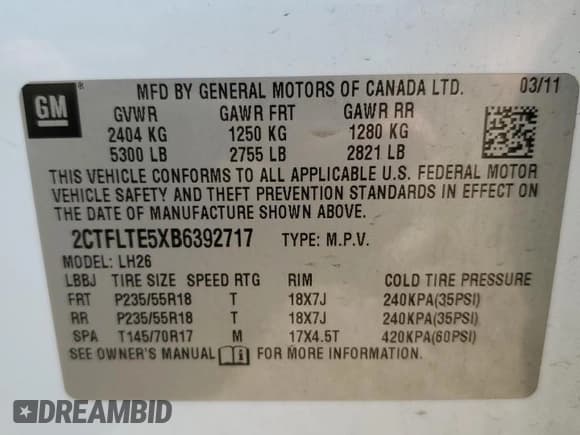 GM ®
MFD BY GENERAL MOTORS OF CANADA LTD. 03/11
GVWR GAWR FRT GAWR RR
2404 KG 1250 KG 1280 KG
5300 LB 2755 LB 2821 LB
THIS VEHICLE CONFORMS TO ALL APPLICABLE U.S. FEDERAL MOTOR
VEHICLE SAFETY AND THEFT PREVENTION STANDARDS IN EFFECT ON
THE DATE OF MANUFACTURE SHOWN ABOVE.
2CTFLTE5XB6392717 TYPE: M.P.V.
MODEL: LH26
LBBJ TIRE SIZE SPEED RTG RIM COLD TIRE PRESSURE
FRT P235/55R18 T 18X7J 240KPA(35PSI)
RR P235/55R18 T 18X7J 240KPA(35PSI)
SPA T145/70R17 M 17X4.5T 420KPA(60PSI)
SEE OWNER'S MANUAL FOR MORE INFORMATION.
DREAMBID